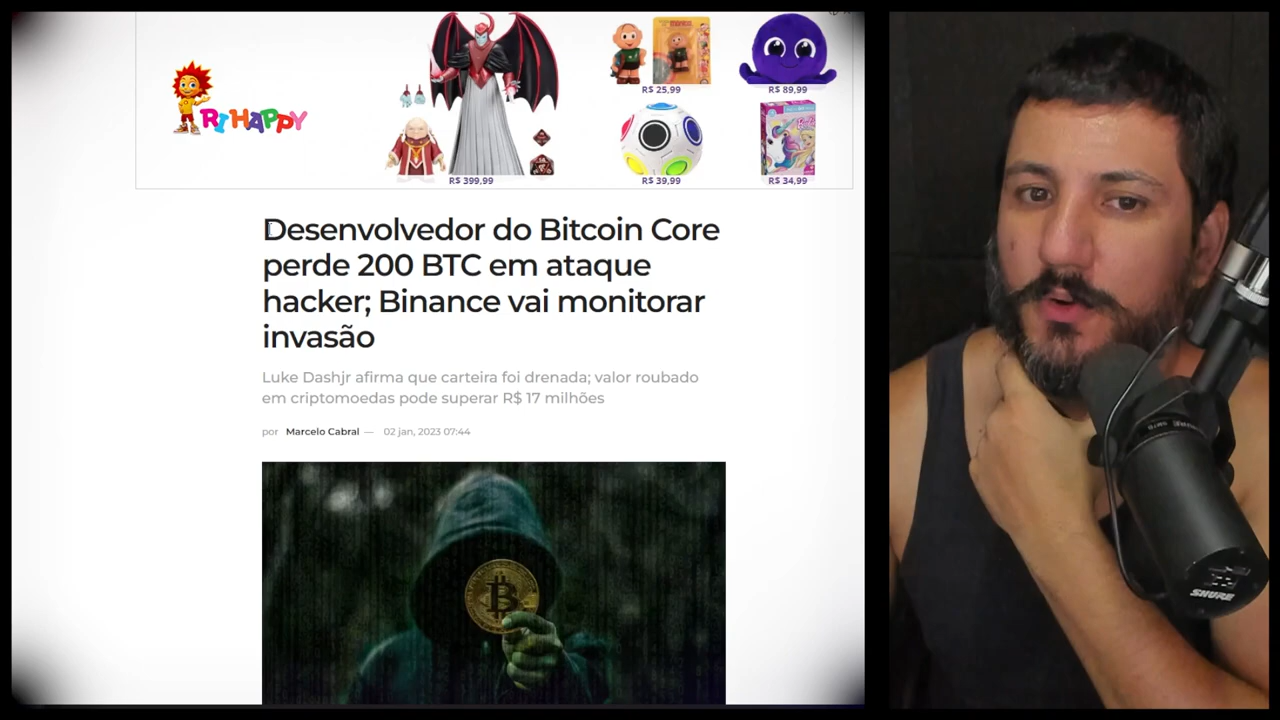 RI HAPPY
R$ 25,99
R$ 89,99
R$ 399,99
R$ 39,99
R$ 34,99
Desenvolvedor do Bitcoin Core
perde 200 BTC em ataque
hacker; Binance vai monitorar
invasão
Luke Dashjr afirma que carteira foi drenada; valor roubado
em criptomoedas pode superar R$ 17 milhões
por Marcelo Cabral — 02 jan, 2023 07:44
SHURE